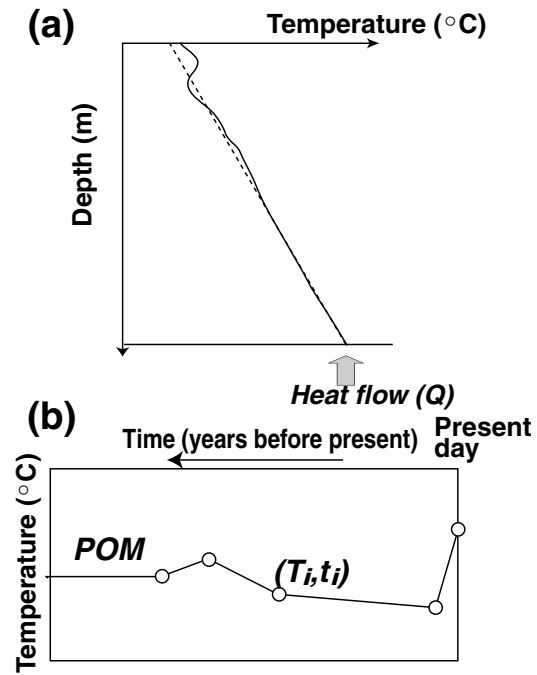 (a)
Temperature (°C)
Depth (m)
Heat flow (Q)
(b)
Time (years before present)
Present
day
Temperature (°C)
POM
(Ti,ti)